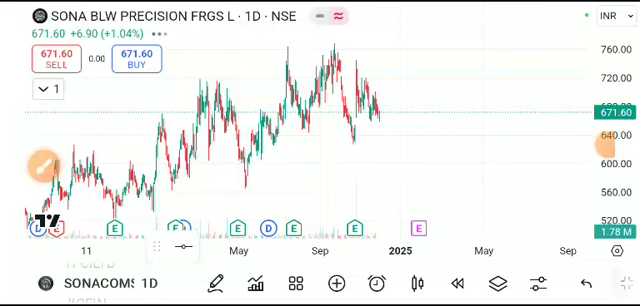 SONA BLW PRECISION FRGS L · 1D · NSE
INR
671.60 +6.90 (+1.04%)
671.60 SELL
0.00
671.60 BUY
1
760.00
720.00
671.60
640.00
600.00
560.00
520.00
1.78 M
D E E E D E D E E E
11 May Sep 2025 May Sep
SONACOMS 1D